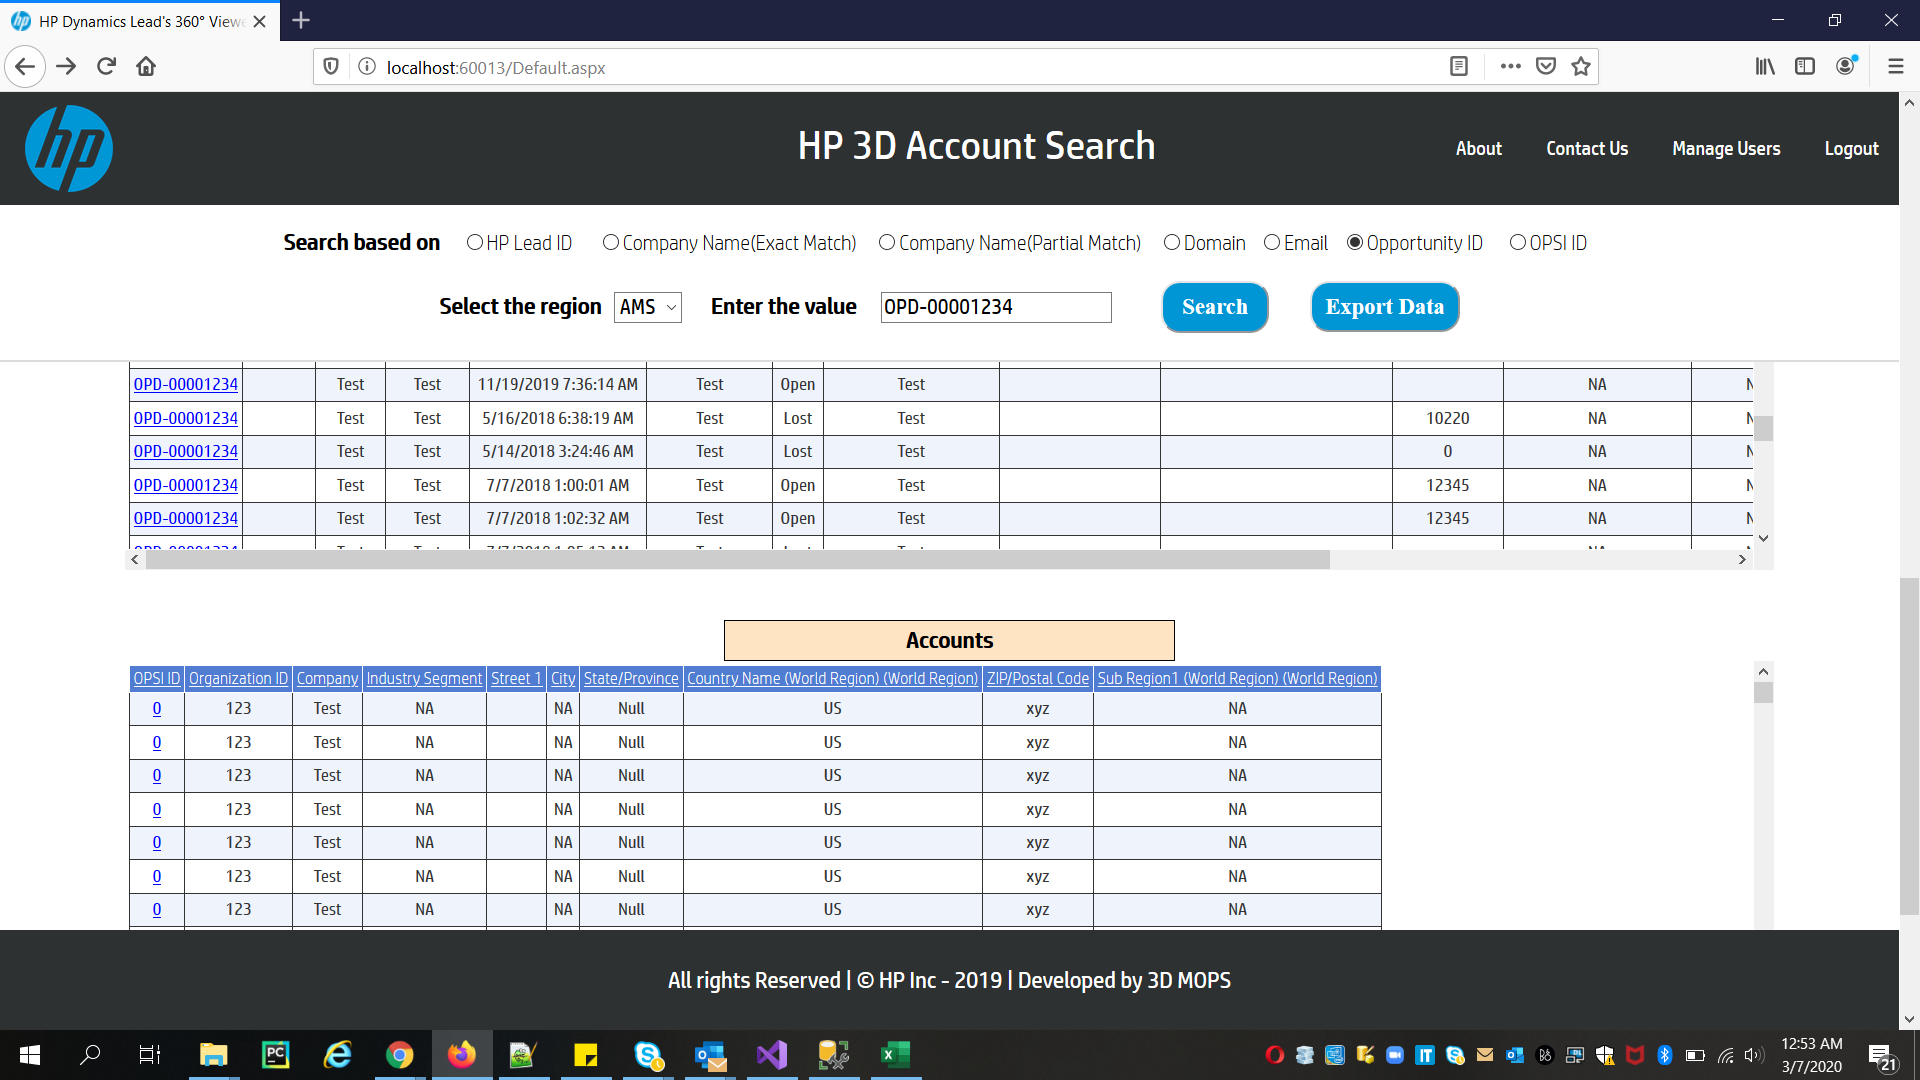 HP Dynamics Lead's 360° View
localhost:60013/Default.aspx
hp
HP 3D Account Search
About Contact Us Manage Users Logout
Search based on HP Lead ID Company Name(Exact Match) Company Name(Partial Match) Domain Email Opportunity ID OPSI ID
Select the region AMS Enter the value OPD-00001234 Search Export Data
OPD-00001234 Test Test 11/19/2019 7:36:14 AM Test Open Test NA
OPD-00001234 Test Test 5/16/2018 6:38:19 AM Test Lost Test 10220 NA
OPD-00001234 Test Test 5/14/2018 3:24:46 AM Test Lost Test 0 NA
OPD-00001234 Test Test 7/7/2018 1:00:01 AM Test Open Test 12345 NA
OPD-00001234 Test Test 7/7/2018 1:02:32 AM Test Open Test 12345 NA
Accounts
OPSI ID Organization ID Company Industry Segment Street 1 City State/Province Country Name (World Region) (World Region) ZIP/Postal Code Sub Region1 (World Region) (World Region)
0 123 Test NA NA Null US xyz NA
0 123 Test NA NA Null US xyz NA
0 123 Test NA NA Null US xyz NA
0 123 Test NA NA Null US xyz NA
0 123 Test NA NA Null US xyz NA
0 123 Test NA NA Null US xyz NA
0 123 Test NA NA Null US xyz NA
All rights Reserved | © HP Inc - 2019 | Developed by 3D MOPS
12:53 AM
3/7/2020
21